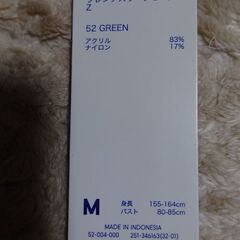 Z
52 GREEN
アクリル 83%
ナイロン 17%
M 身長 155-164cm
バスト 80-85cm
MADE IN INDONESIA
52-004-000 251-346163(32-01)